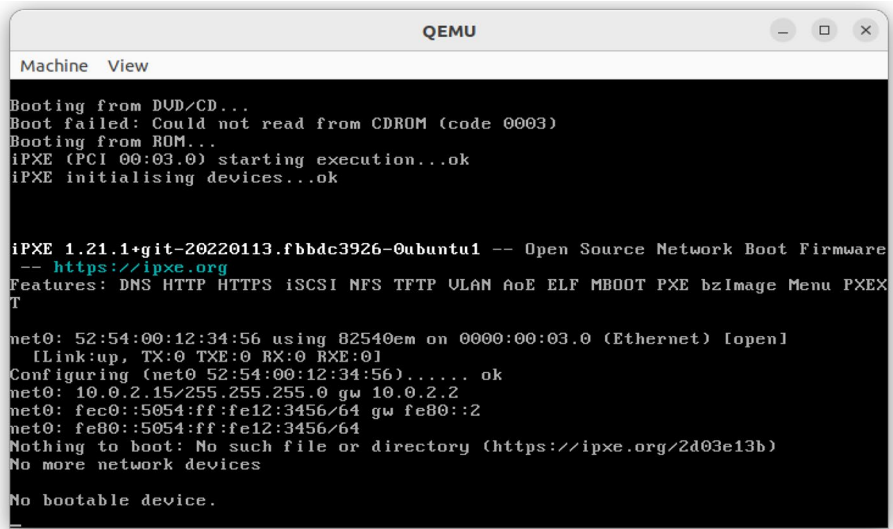 QEMU
Machine View
Booting from DVD/CD...
Boot failed: Could not read from CDROM (code 0003)
Booting from ROM...
iPXE (PCI 00:03.0) starting execution...ok
iPXE initialising devices...ok
iPXE 1.21.1+git-20220113.fbbdc3926-0ubuntu1 -- Open Source Network Boot Firmware
-- https://ipxe.org
Features: DNS HTTP HTTPS iSCSI NFS TFTP VLAN AoE ELF MBOOT PXE bzImage Menu PXEX
T
net0: 52:54:00:12:34:56 using 82540em on 0000:00:03.0 (Ethernet) [open]
[Link:up, TX:0 TXE:0 RX:0 RXE:0]
Configuring (net0 52:54:00:12:34:56)...... ok
net0: 10.0.2.15/255.255.255.0 gw 10.0.2.2
net0: fec0::5054:ff:fe12:3456/64 gw fe80::2
net0: fe80::5054:ff:fe12:3456/64
Nothing to boot: No such file or directory (https://ipxe.org/2d03e13b)
No more network devices
No bootable device.